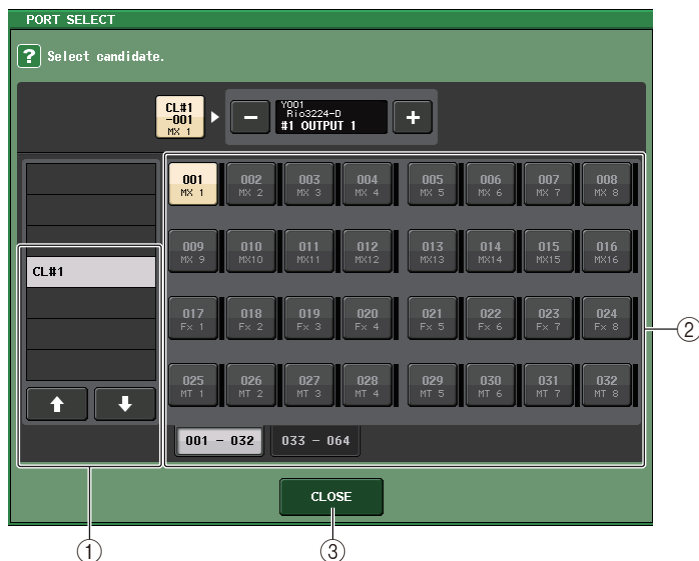 PORT SELECT
? Select candidate.
CL#1
-001
MX 1
−
Y001
Rio3224-D
#1 OUTPUT 1
+
CL#1
001
MX 1
002
MX 2
003
MX 3
004
MX 4
005
MX 5
006
MX 6
007
MX 7
008
MX 8
009
MX 9
010
MX10
011
MX11
012
MX12
013
MX13
014
MX14
015
MX15
016
MX16
017
Fx 1
018
Fx 2
019
Fx 3
020
Fx 4
021
Fx 5
022
Fx 6
023
Fx 7
024
Fx 8
025
MT 1
026
MT 2
027
MT 3
028
MT 4
029
MT 5
030
MT 6
031
MT 7
032
MT 8
001 - 032
033 - 064
CLOSE
①
②
③